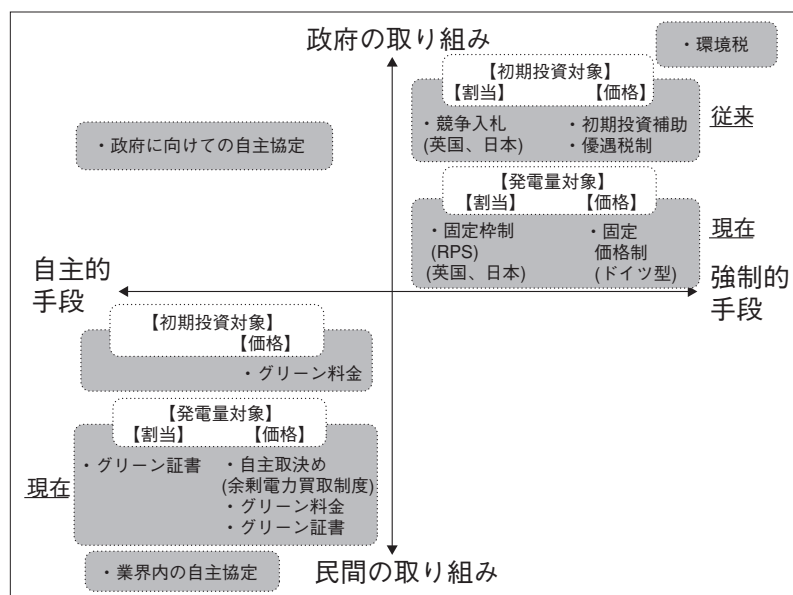 政府の取り組み
・環境税
【初期投資対象】
【割当】 【価格】
・競争入札 ・初期投資補助
(英国、日本) ・優遇税制
従来
・政府に向けての自主協定
【発電量対象】
【割当】 【価格】
・固定枠制 ・固定
(RPS) 価格制
(英国、日本) (ドイツ型)
現在
自主的
手段
強制的
手段
【初期投資対象】
【価格】
・グリーン料金
【発電量対象】
【割当】 【価格】
・グリーン証書 ・自主取決め
(余剰電力買取制度)
・グリーン料金
・グリーン証書
現在
・業界内の自主協定
民間の取り組み